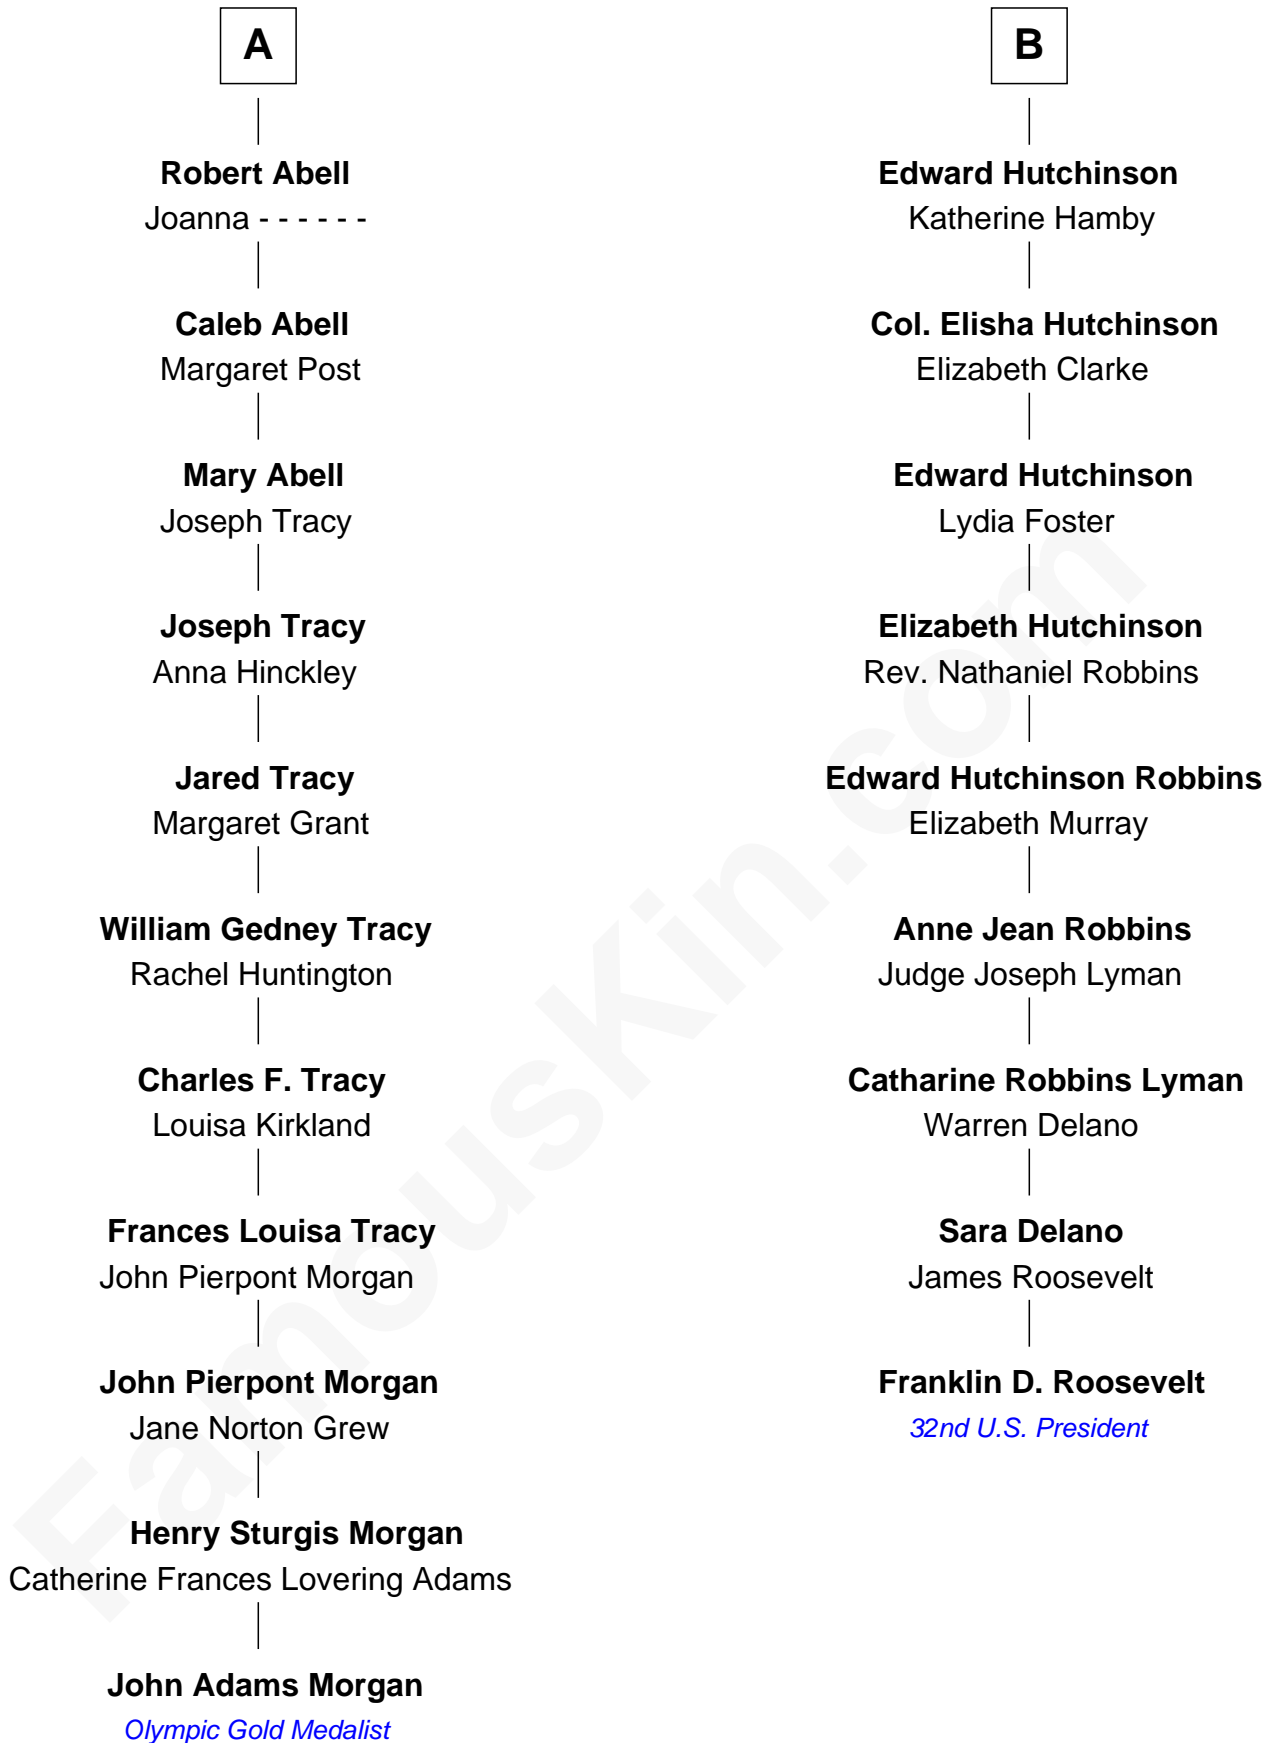 A
Robert Abell
Joanna - - - - - -
Caleb Abell
Margaret Post
Mary Abell
Joseph Tracy
Joseph Tracy
Anna Hinckley
Jared Tracy
Margaret Grant
William Gedney Tracy
Rachel Huntington
Charles F. Tracy
Louisa Kirkland
Frances Louisa Tracy
John Pierpont Morgan
John Pierpont Morgan
Jane Norton Grew
Henry Sturgis Morgan
Catherine Frances Lovering Adams
John Adams Morgan
Olympic Gold Medalist
B
Edward Hutchinson
Katherine Hamby
Col. Elisha Hutchinson
Elizabeth Clarke
Edward Hutchinson
Lydia Foster
Elizabeth Hutchinson
Rev. Nathaniel Robbins
Edward Hutchinson Robbins
Elizabeth Murray
Anne Jean Robbins
Judge Joseph Lyman
Catharine Robbins Lyman
Warren Delano
Sara Delano
James Roosevelt
Franklin D. Roosevelt
32nd U.S. President
FamousKin.com